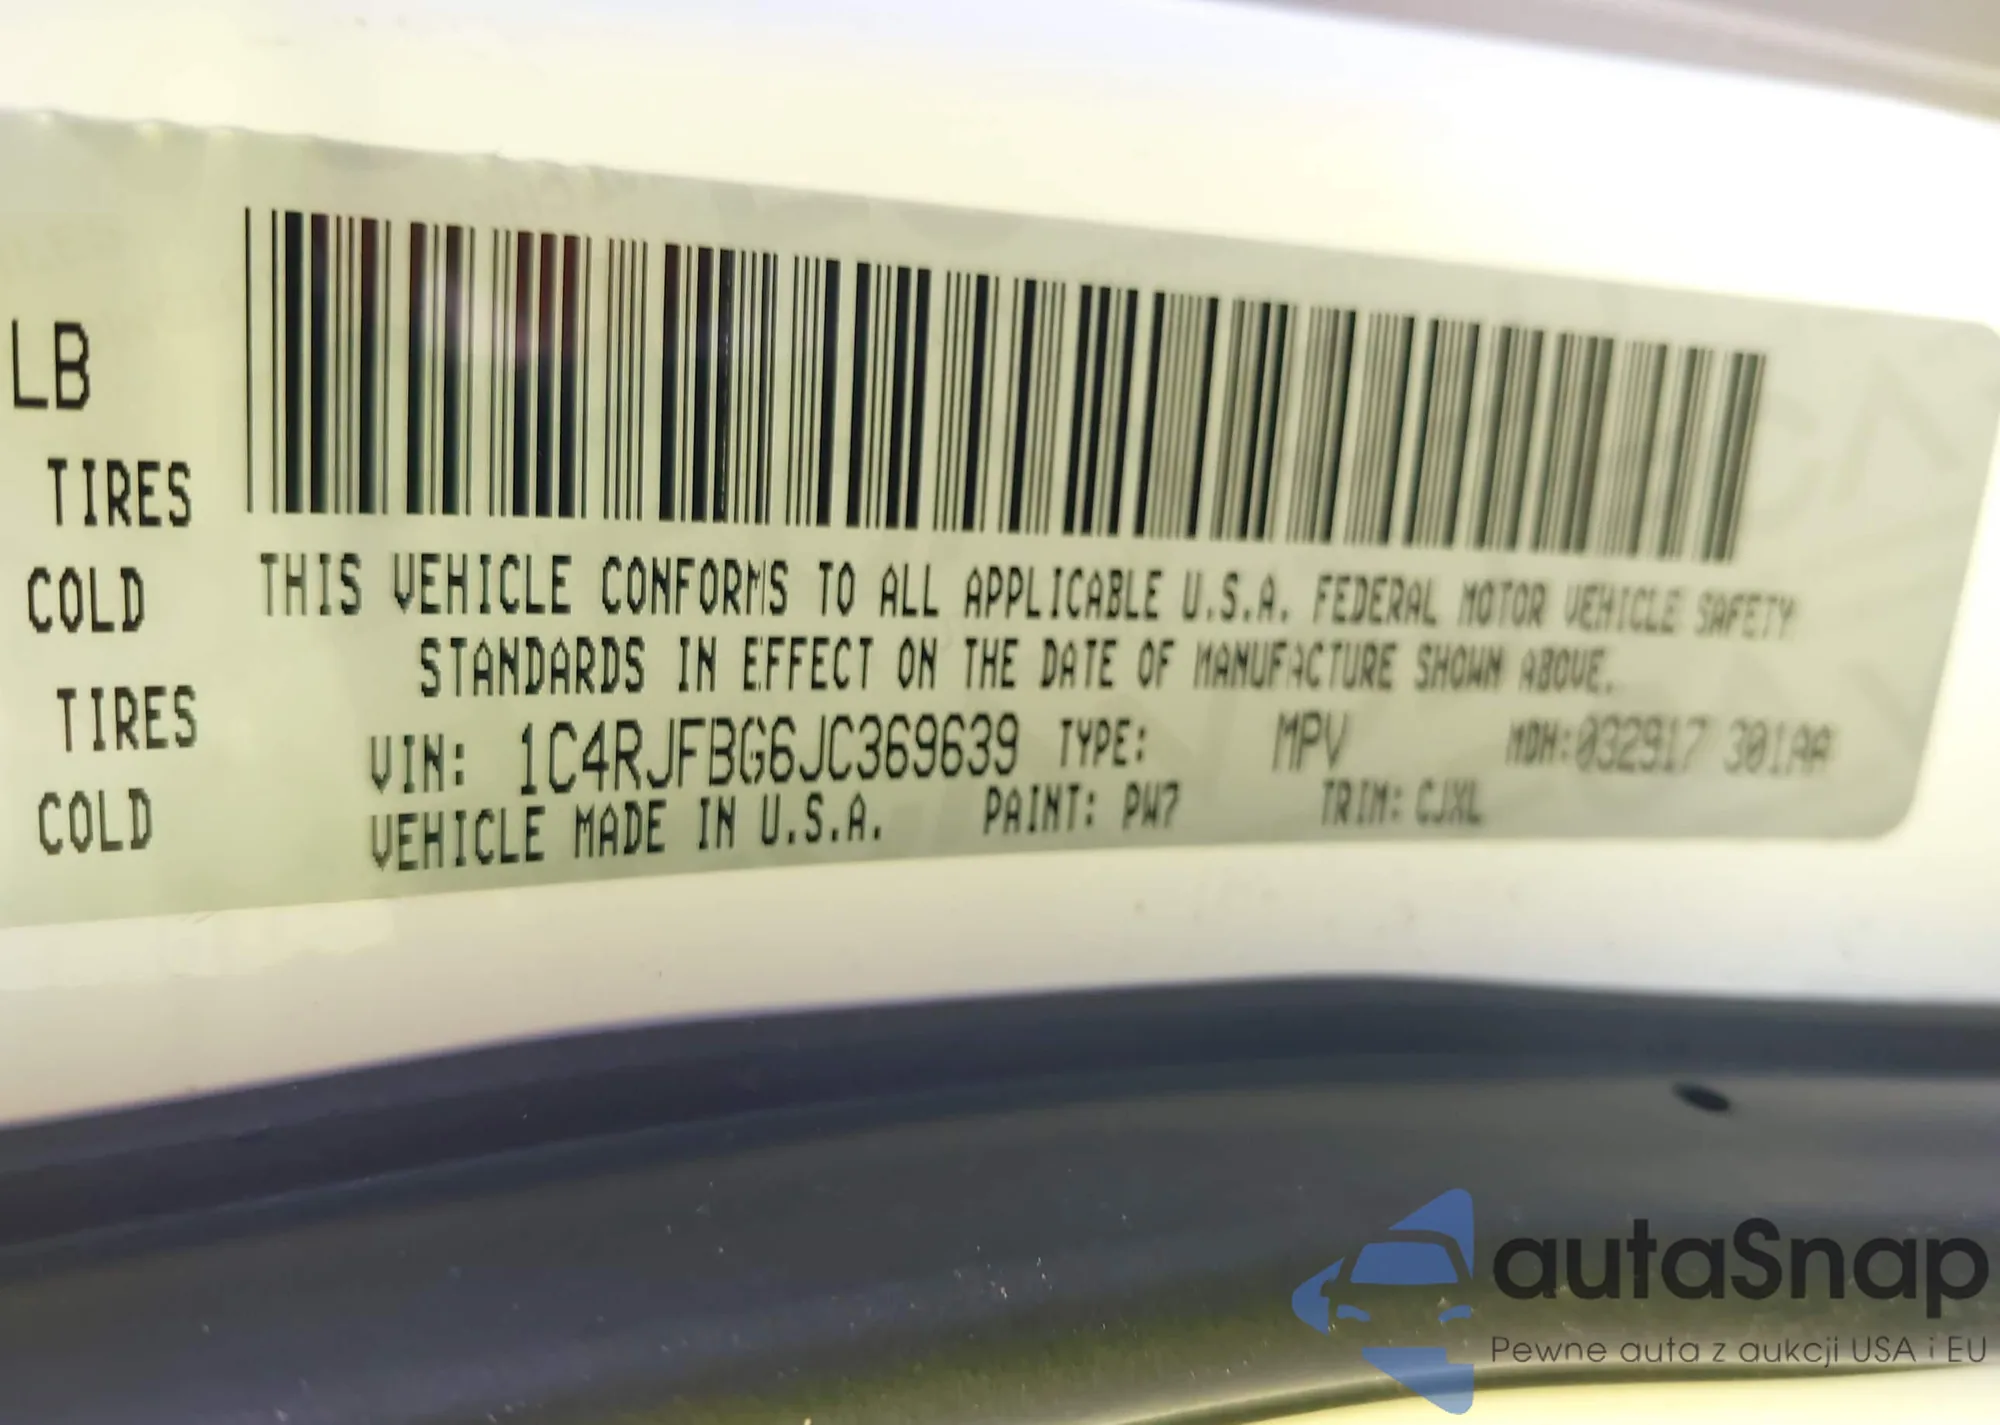 LB
TIRES
COLD
TIRES
COLD
THIS VEHICLE CONFORMS TO ALL APPLICABLE U.S.A. FEDERAL MOTOR VEHICLE SAFETY
STANDARDS IN EFFECT ON THE DATE OF MANUFACTURE SHOWN ABOVE.
VIN: 1C4RJFBG6JC369639 TYPE: MPV MDH:032917 301AA
VEHICLE MADE IN U.S.A. PAINT: PW7 TRIM: CJXL
autaSnap
Pewne auta z aukcji USA i EU